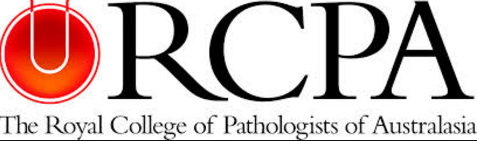 RCPA
The Royal College of Pathologists of Australasia